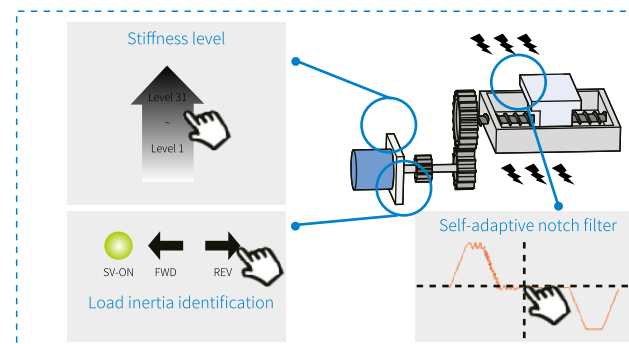 Stiffness level
Level 31
~
Level 1
SV-ON FWD REV
Load inertia identification
Self-adaptive notch filter